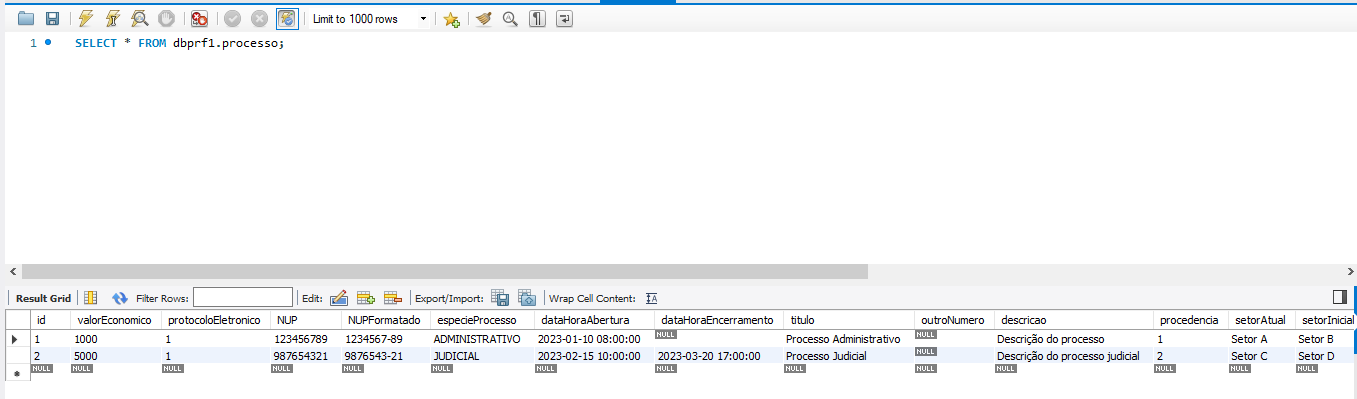 Limit to 1000 rows
1 SELECT * FROM dbprf1.processo;
Result Grid Filter Rows: Edit: Export/Import: Wrap Cell Content:
id valorEconomico protocoloEletronico NUP NUPFormatado especieProcesso dataHoraAbertura dataHoraEncerramento titulo outroNumero descricao procedencia setorAtual setorInicial
1 1000 1 123456789 1234567-89 ADMINISTRATIVO 2023-01-10 08:00:00 NULL Processo Administrativo NULL Descrição do processo 1 Setor A Setor B
2 5000 1 987654321 9876543-21 JUDICIAL 2023-02-15 10:00:00 2023-03-20 17:00:00 Processo Judicial NULL Descrição do processo judicial 2 Setor C Setor D
NULL NULL NULL NULL NULL NULL NULL NULL NULL NULL NULL NULL NULL NULL